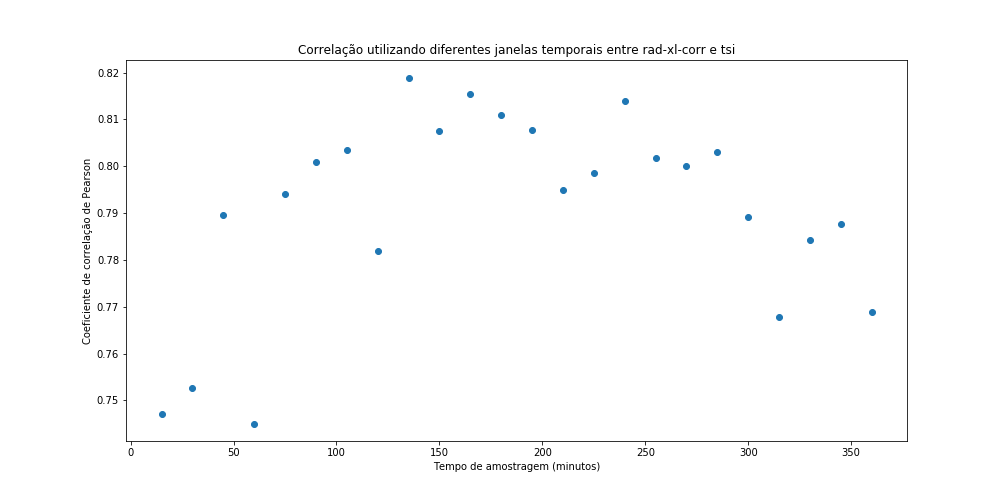 Correlação utilizando diferentes janelas temporais entre rad-xl-corr e tsi
0.82
0.81
0.80
0.79
0.78
0.77
0.76
0.75
Coeficiente de correlação de Pearson
0 50 100 150 200 250 300 350
Tempo de amostragem (minutos)